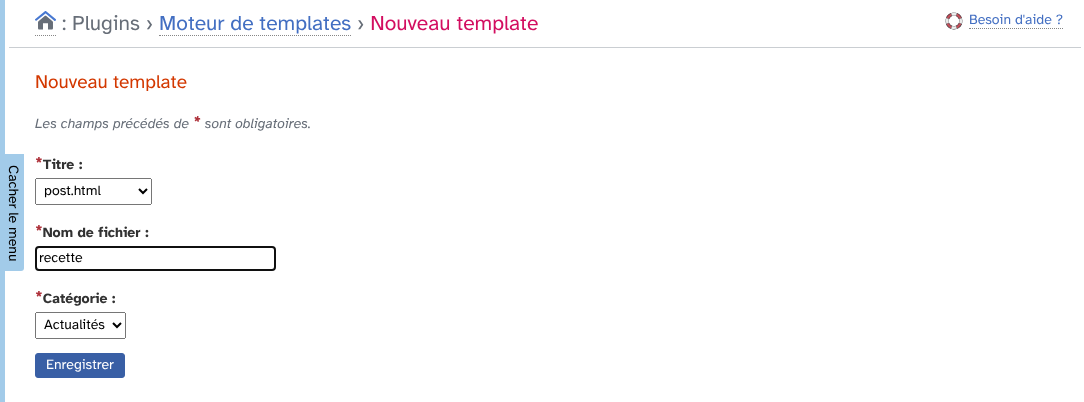 : Plugins › Moteur de templates › Nouveau template
Besoin d'aide ?
Nouveau template
Les champs précédés de * sont obligatoires.
Cacher le menu
*Titre :
post.html
*Nom de fichier :
recette
*Catégorie :
Actualités
Enregistrer